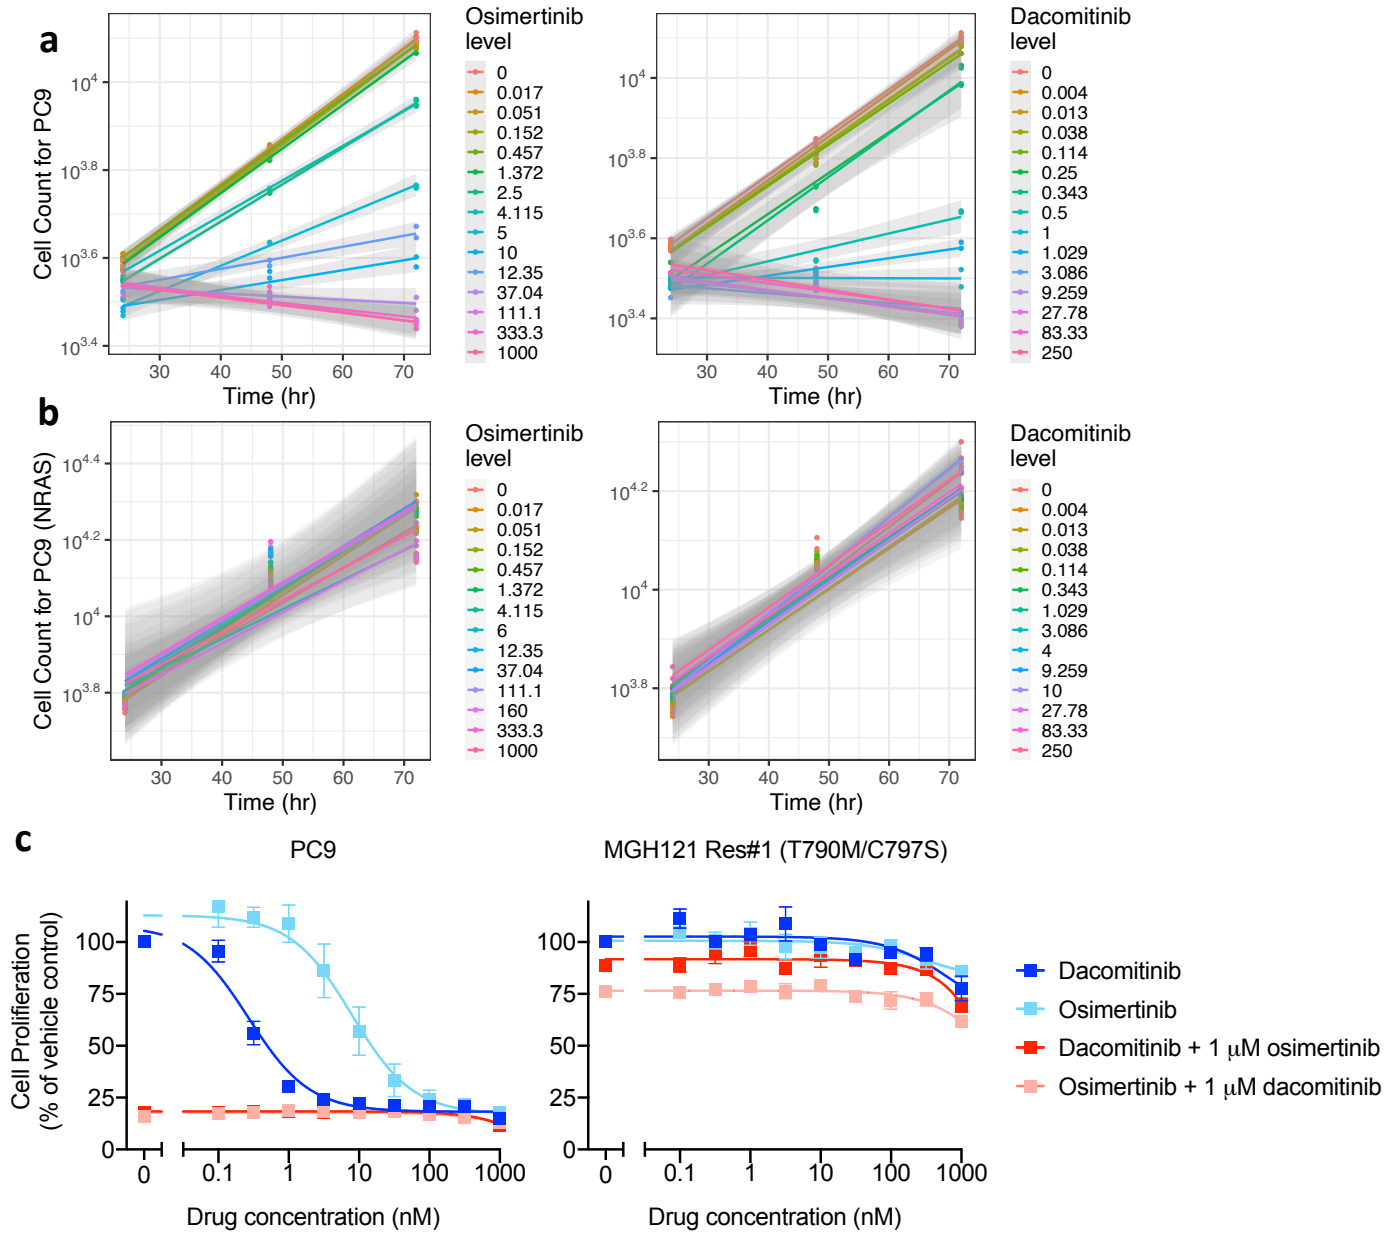 a
Cell Count for PC9
10^4
10^3.8
10^3.6
10^3.4
30 40 50 60 70
Time (hr)
Osimertinib
level
0
0.017
0.051
0.152
0.457
1.372
2.5
4.115
5
10
12.35
37.04
111.1
333.3
1000
10^4
10^3.8
10^3.6
10^3.4
30 40 50 60 70
Time (hr)
Dacomitinib
level
0
0.004
0.013
0.038
0.114
0.25
0.343
0.5
1
1.029
3.086
9.259
27.78
83.33
250
b
Cell Count for PC9 (NRAS)
10^4.4
10^4.2
10^4
10^3.8
30 40 50 60 70
Time (hr)
Osimertinib
level
0
0.017
0.051
0.152
0.457
1.372
4.115
6
12.35
37.04
111.1
160
333.3
1000
10^4.2
10^4
10^3.8
30 40 50 60 70
Time (hr)
Dacomitinib
level
0
0.004
0.013
0.038
0.114
0.343
1.029
3.086
4
9.259
10
27.78
83.33
250
c
PC9
Cell Proliferation
(% of vehicle control)
100
75
50
25
0
0 0.1 1 10 100 1000
Drug concentration (nM)
MGH121 Res#1 (T790M/C797S)
100
75
50
25
0
0 0.1 1 10 100 1000
Drug concentration (nM)
Dacomitinib
Osimertinib
Dacomitinib + 1 μM osimertinib
Osimertinib + 1 μM dacomitinib